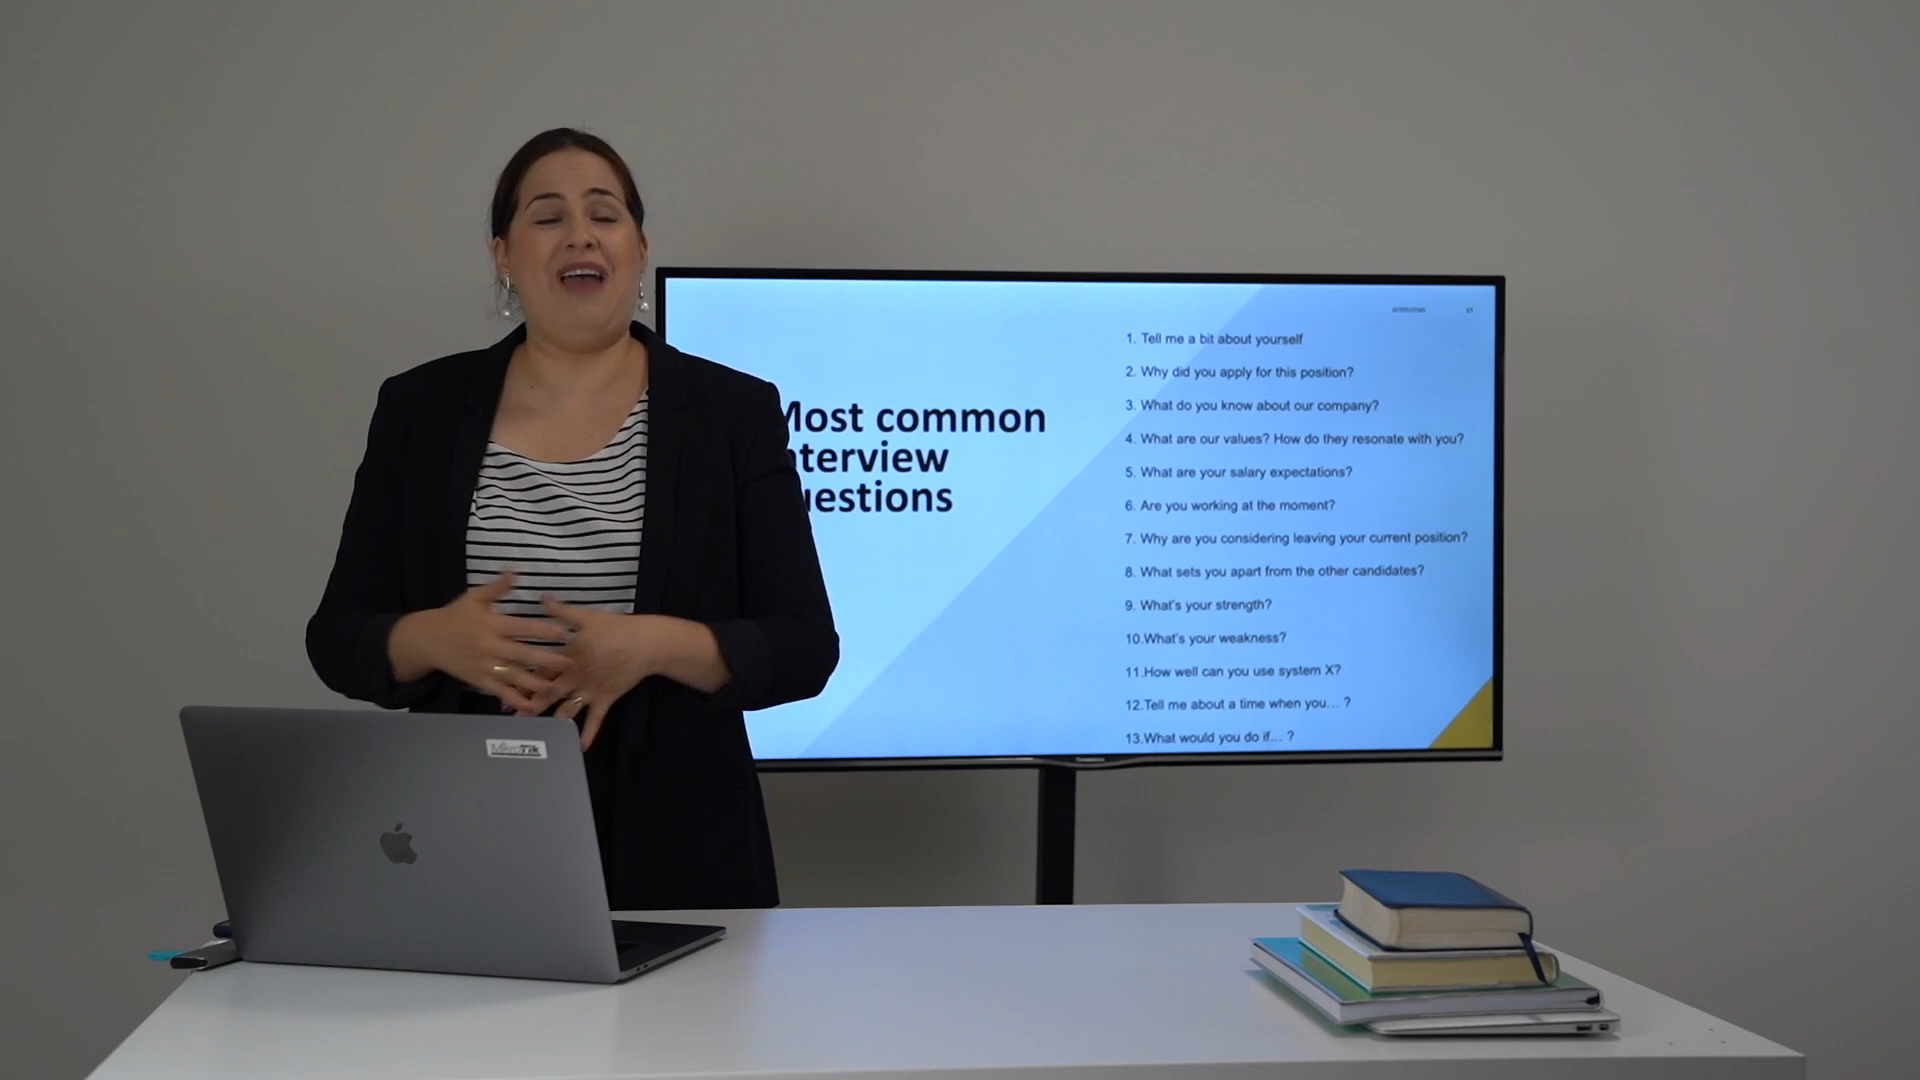 INTERVIEWS 17
Most common
nterview
uestions
1. Tell me a bit about yourself
2. Why did you apply for this position?
3. What do you know about our company?
4. What are our values? How do they resonate with you?
5. What are your salary expectations?
6. Are you working at the moment?
7. Why are you considering leaving your current position?
8. What sets you apart from the other candidates?
9. What's your strength?
10.What's your weakness?
11.How well can you use system X?
12.Tell me about a time when you... ?
13.What would you do if... ?
MikroTik